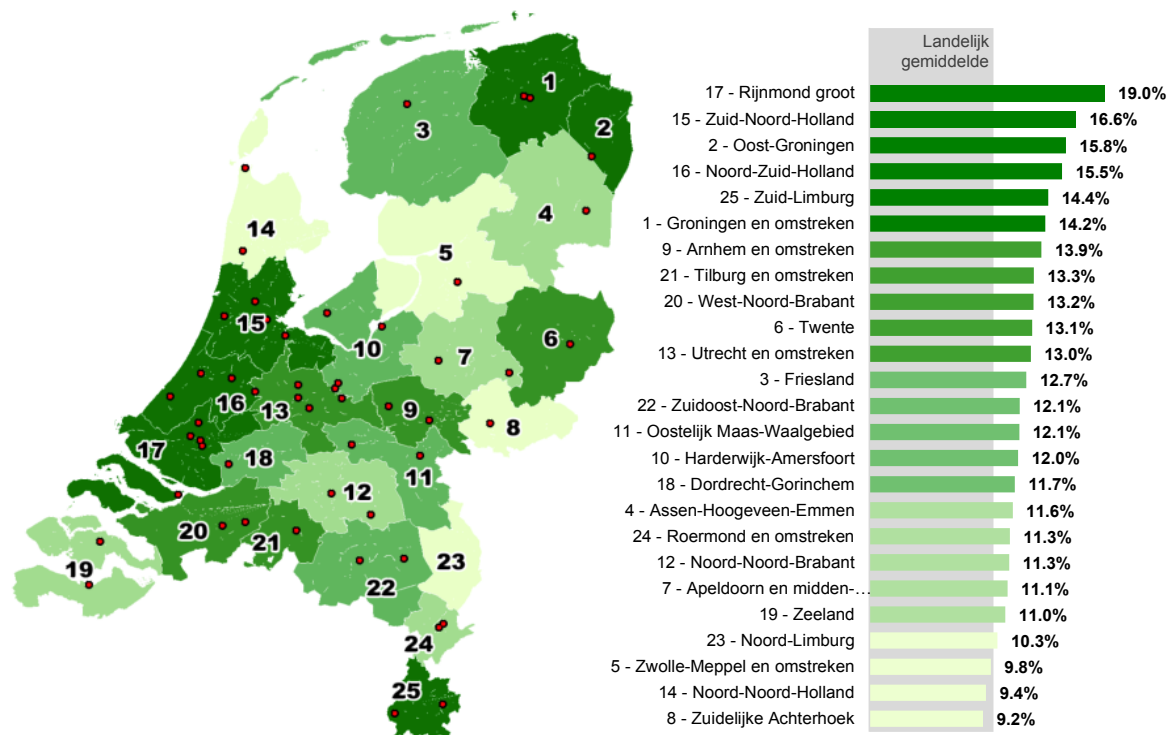 Landelijk
gemiddelde
17 - Rijnmond groot 19.0%
15 - Zuid-Noord-Holland 16.6%
2 - Oost-Groningen 15.8%
16 - Noord-Zuid-Holland 15.5%
25 - Zuid-Limburg 14.4%
1 - Groningen en omstreken 14.2%
9 - Arnhem en omstreken 13.9%
21 - Tilburg en omstreken 13.3%
20 - West-Noord-Brabant 13.2%
6 - Twente 13.1%
13 - Utrecht en omstreken 13.0%
3 - Friesland 12.7%
22 - Zuidoost-Noord-Brabant 12.1%
11 - Oostelijk Maas-Waalgebied 12.1%
10 - Harderwijk-Amersfoort 12.0%
18 - Dordrecht-Gorinchem 11.7%
4 - Assen-Hoogeveen-Emmen 11.6%
24 - Roermond en omstreken 11.3%
12 - Noord-Noord-Brabant 11.3%
7 - Apeldoorn en midden-... 11.1%
19 - Zeeland 11.0%
23 - Noord-Limburg 10.3%
5 - Zwolle-Meppel en omstreken 9.8%
14 - Noord-Noord-Holland 9.4%
8 - Zuidelijke Achterhoek 9.2%
1
2
3
4
14
5
15
6
10
7
16
13
9
8
17
18
11
12
20
21
19
23
22
24
25